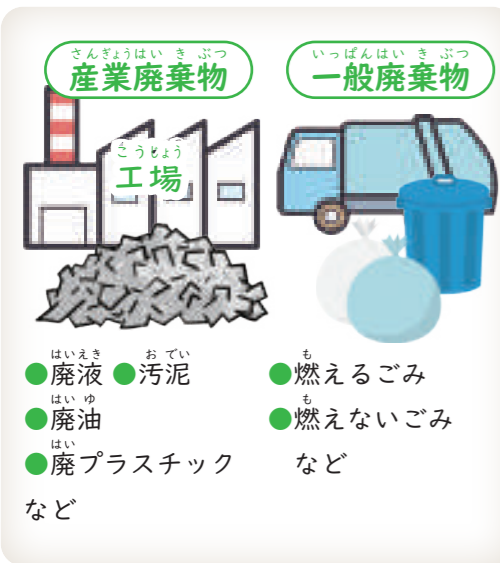 さんぎょうはいきぶつ
産業廃棄物
こうじょう
工場
はいえき おでい
●廃液 ●汚泥
はいゆ
●廃油
はい
●廃プラスチック
など
いっぱんはいきぶつ
一般廃棄物
も
●燃えるごみ
も
●燃えないごみ
など